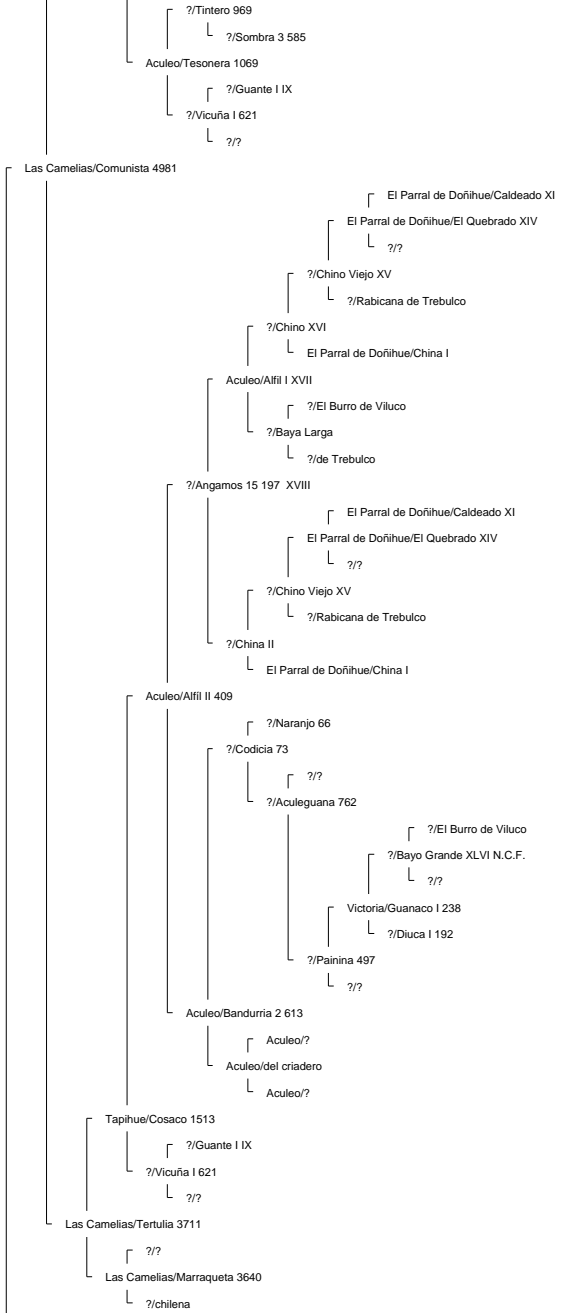 ?/Tintero 969
?/Sombra 3 585
Aculeo/Tesonera 1069
?/Guante I IX
?/Vicuña I 621
?/?
Las Camelias/Comunista 4981
El Parral de Doñihue/Caldeado XI
El Parral de Doñihue/El Quebrado XIV
?/?
?/Chino Viejo XV
?/Rabicana de Trebulco
?/Chino XVI
El Parral de Doñihue/China I
Aculeo/Alfil I XVII
?/El Burro de Viluco
?/Baya Larga
?/de Trebulco
?/Angamos 15 197 XVIII
El Parral de Doñihue/Caldeado XI
El Parral de Doñihue/El Quebrado XIV
?/?
?/Chino Viejo XV
?/Rabicana de Trebulco
?/China II
El Parral de Doñihue/China I
Aculeo/Alfíl II 409
?/Naranjo 66
?/Codicia 73
?/?
?/Aculeguana 762
?/El Burro de Viluco
?/Bayo Grande XLVI N.C.F.
?/?
Victoria/Guanaco I 238
?/Diuca I 192
?/Painina 497
?/?
Aculeo/Bandurria 2 613
Aculeo/?
Aculeo/del criadero
Aculeo/?
Tapihue/Cosaco 1513
?/Guante I IX
?/Vicuña I 621
?/?
Las Camelias/Tertulia 3711
?/?
Las Camelias/Marraqueta 3640
?/chilena